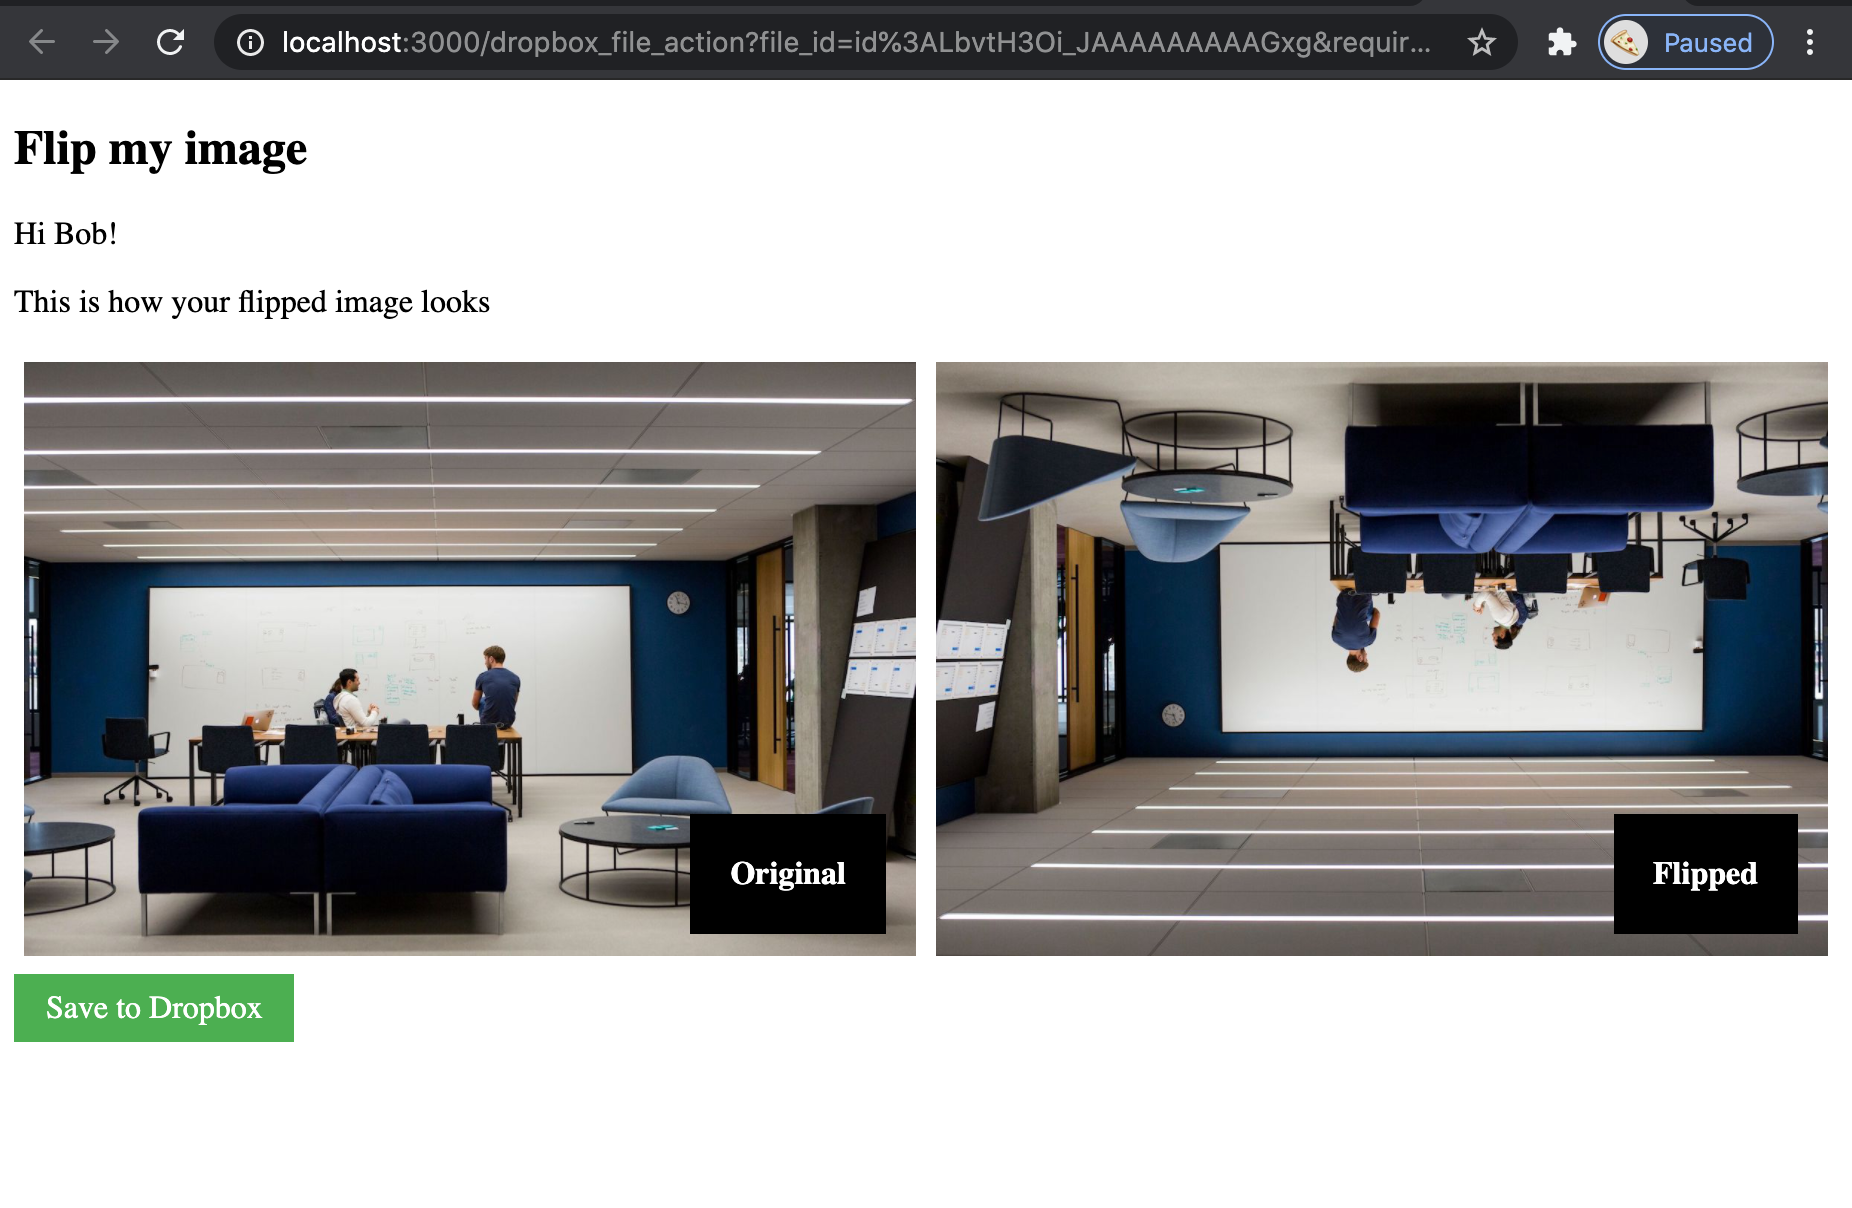 localhost:3000/dropbox_file_action?file_id=id%3ALbvtH3Oi_JAAAAAAAAAGxg&requir...
Paused
Flip my image
Hi Bob!
This is how your flipped image looks
Original
Flipped
Save to Dropbox